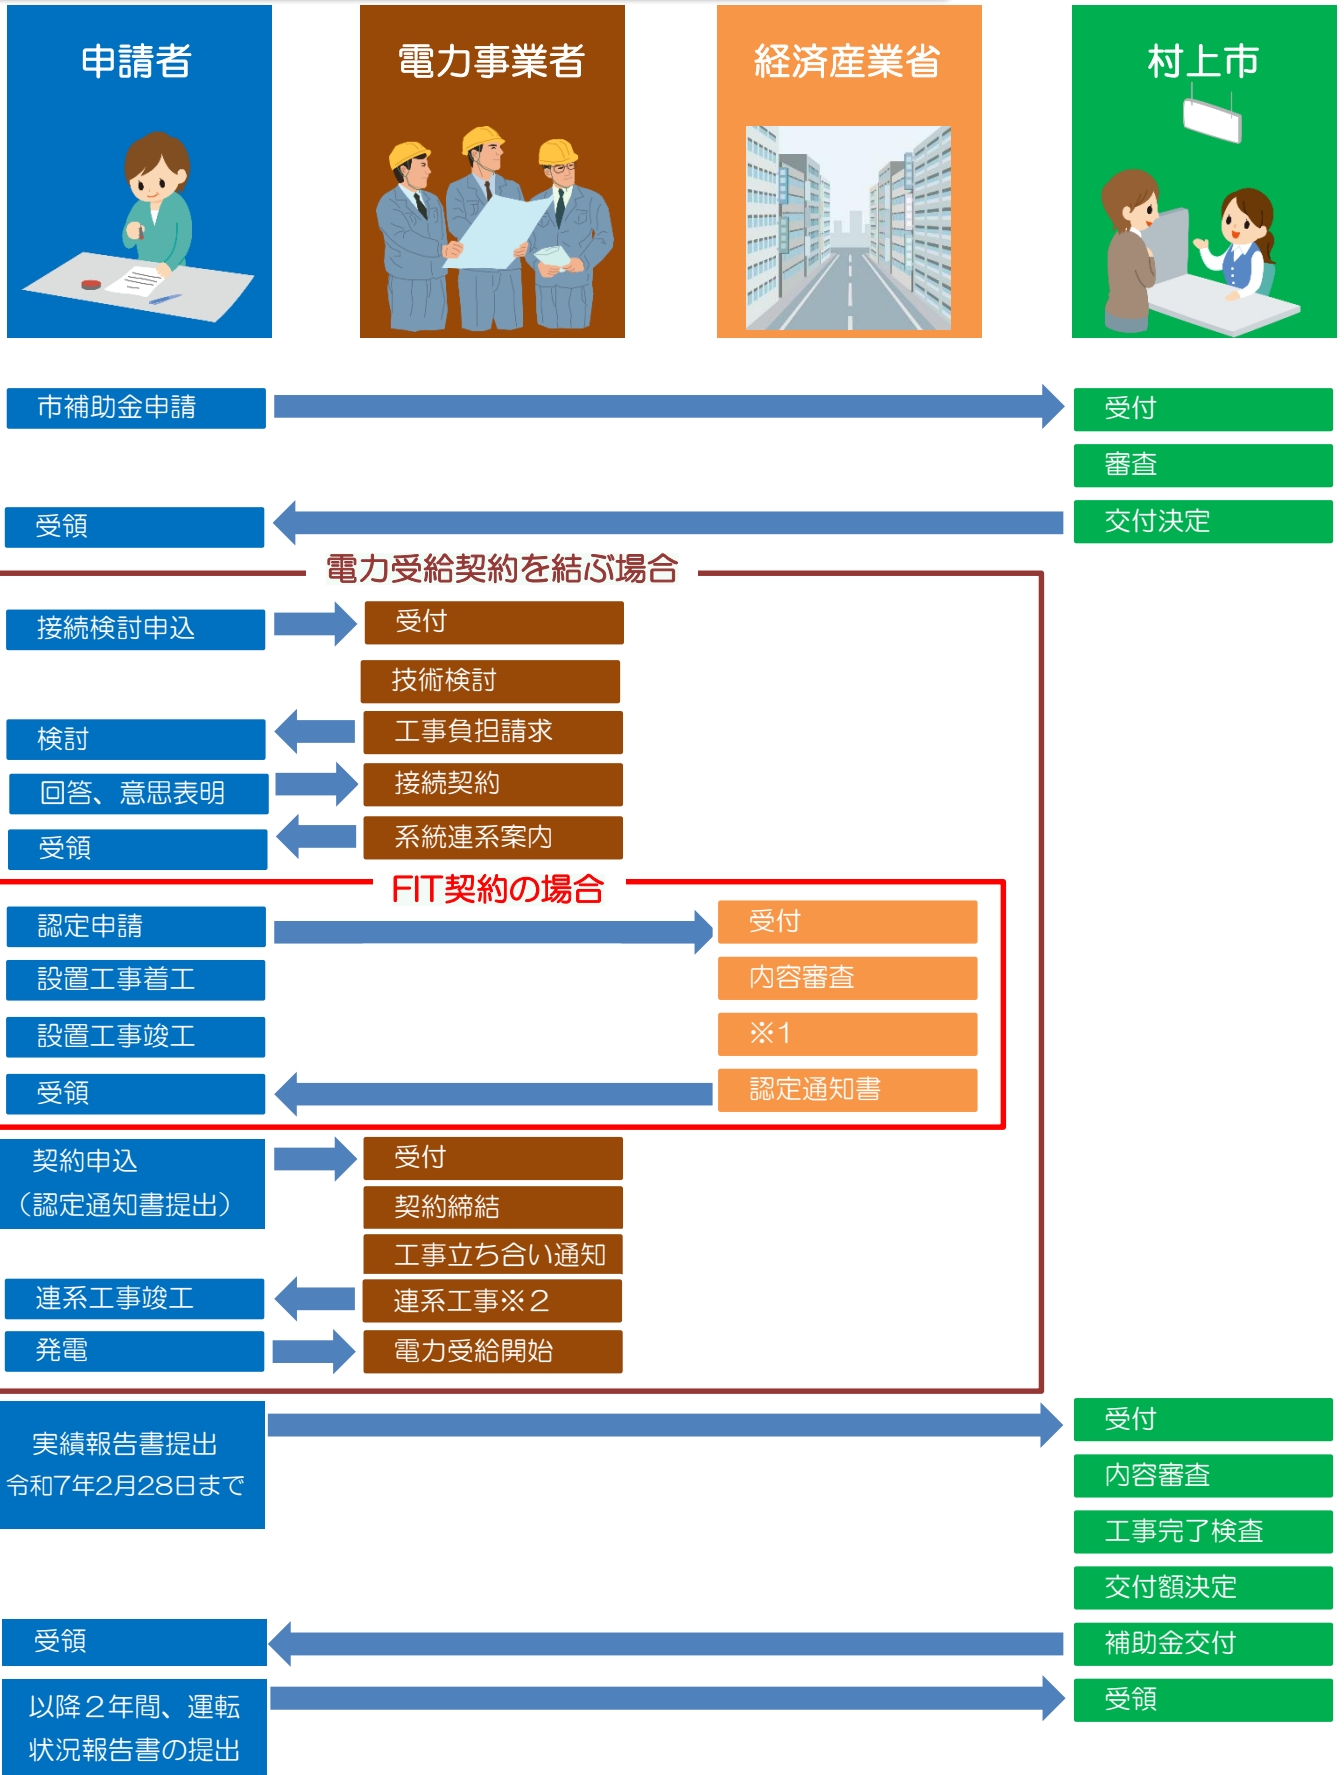 申請者
電力事業者
経済産業省
村上市
市補助金申請
受付
審査
受領
交付決定
電力受給契約を結ぶ場合
接続検討申込
受付
技術検討
検討
工事負担請求
回答、意思表明
接続契約
受領
系統連系案内
FIT契約の場合
認定申請
受付
設置工事着工
内容審査
設置工事竣工
※1
受領
認定通知書
契約申込
（認定通知書提出）
受付
契約締結
工事立ち合い通知
連系工事竣工
連系工事※２
発電
電力受給開始
実績報告書提出
令和7年2月28日まで
受付
内容審査
工事完了検査
交付額決定
受領
補助金交付
以降２年間、運転
状況報告書の提出
受領